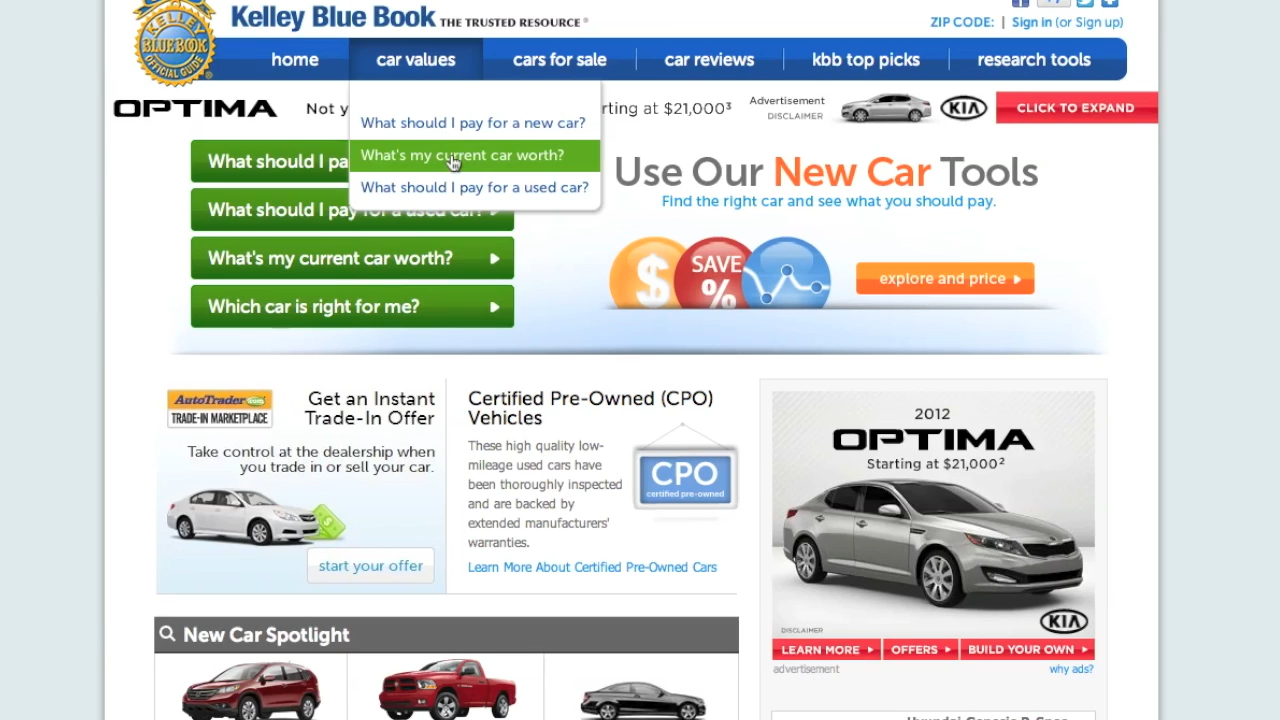 Kelley Blue Book THE TRUSTED RESOURCE®
KELLEY
BLUE BOOK
OFFICIAL GUIDE
ZIP CODE: | Sign in (or Sign up)
home
car values
cars for sale
car reviews
kbb top picks
research tools
OPTIMA
Not y
rting at $21,000³
Advertisement
DISCLAIMER
KIA
CLICK TO EXPAND
What should I pay for a new car?
What's my current car worth?
What should I pay for a used car?
What should I pa
What should I pay for a used car?
What's my current car worth?
Which car is right for me?
Use Our New Car Tools
Find the right car and see what you should pay.
$
SAVE
%
explore and price
AutoTrader.com
TRADE-IN MARKETPLACE
Get an Instant
Trade-In Offer
Take control at the dealership when
you trade in or sell your car.
$
start your offer
Certified Pre-Owned (CPO)
Vehicles
These high quality low-
mileage used cars have
been thoroughly inspected
and are backed by
extended manufacturers'
warranties.
CPO
certified pre-owned
Learn More About Certified Pre-Owned Cars
2012
OPTIMA
Starting at $21,000²
DISCLAIMER
KIA
LEARN MORE
OFFERS
BUILD YOUR OWN
advertisement
why ads?
New Car Spotlight
Hyundai Genesis R-Spec